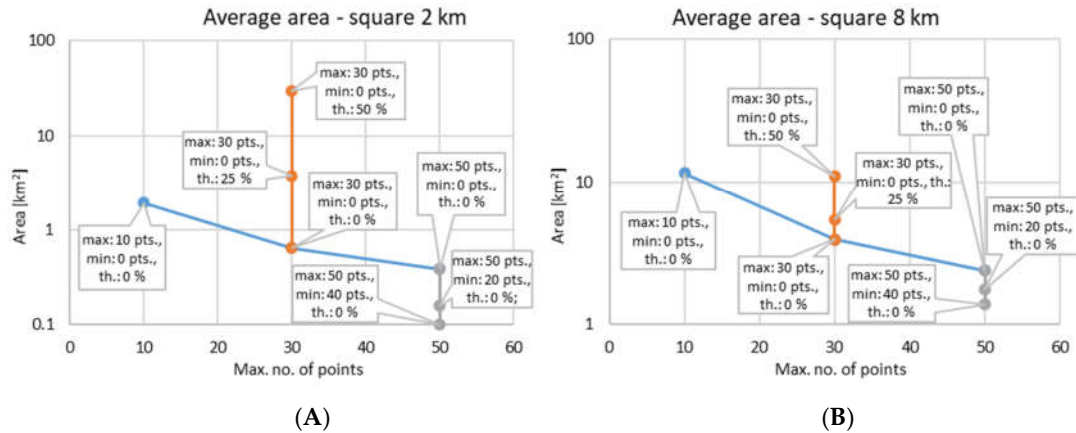 Average area - square 2 km
100
10
1
0.1
Area [km²]
0
10
20
30
40
50
60
Max. no. of points
max:30 pts.,
min:0 pts.,
th.:50 %
max:30 pts.,
min:0 pts.,
th.:25 %
max:30 pts.,
min:0 pts.,
th.:0 %
max:50 pts.,
min:0 pts.,
th.:0 %
max:10 pts.,
min:0 pts.,
th.:0 %
max:50 pts.,
min:40 pts.,
th.:0 %
max:50 pts.,
min:20 pts.,
th.:0 %;
(A)
Average area - square 8 km
100
10
1
Area [km²]
0
10
20
30
40
50
60
Max. no. of points
max:50 pts.,
min:0 pts.,
th.:0 %
max:30 pts.,
min:0 pts.,
th.:50 %
max:30 pts.,
min:0 pts., th.:
25 %
max:10 pts.,
min:0 pts.,
th.:0 %
max:30 pts.,
min:0 pts.,
th.:0 %
max:50 pts.,
min:20 pts.,
th.:0 %
max:50 pts.,
min:40 pts.,
th.:0 %
(B)